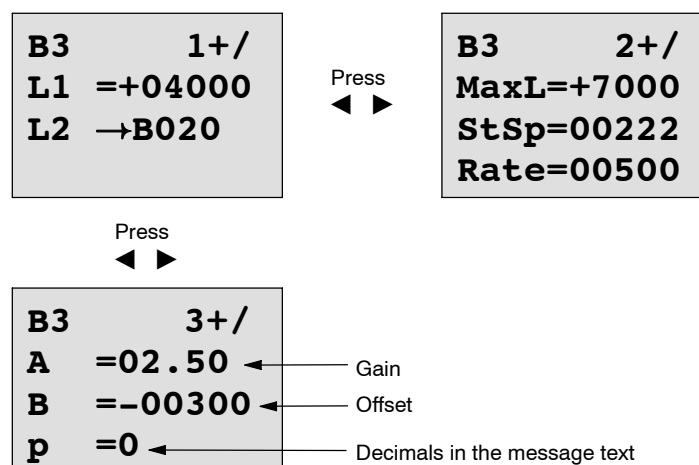 B3 1+/
L1 =+04000
L2 →B020
Press
◄ ►
B3 2+/
MaxL=+7000
StSp=00222
Rate=00500
Press
◄ ►
B3 3+/
A =02.50
Gain
B =-00300
Offset
p =0
Decimals in the message text